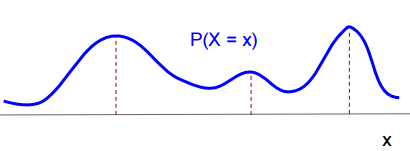 P(X = x)
x